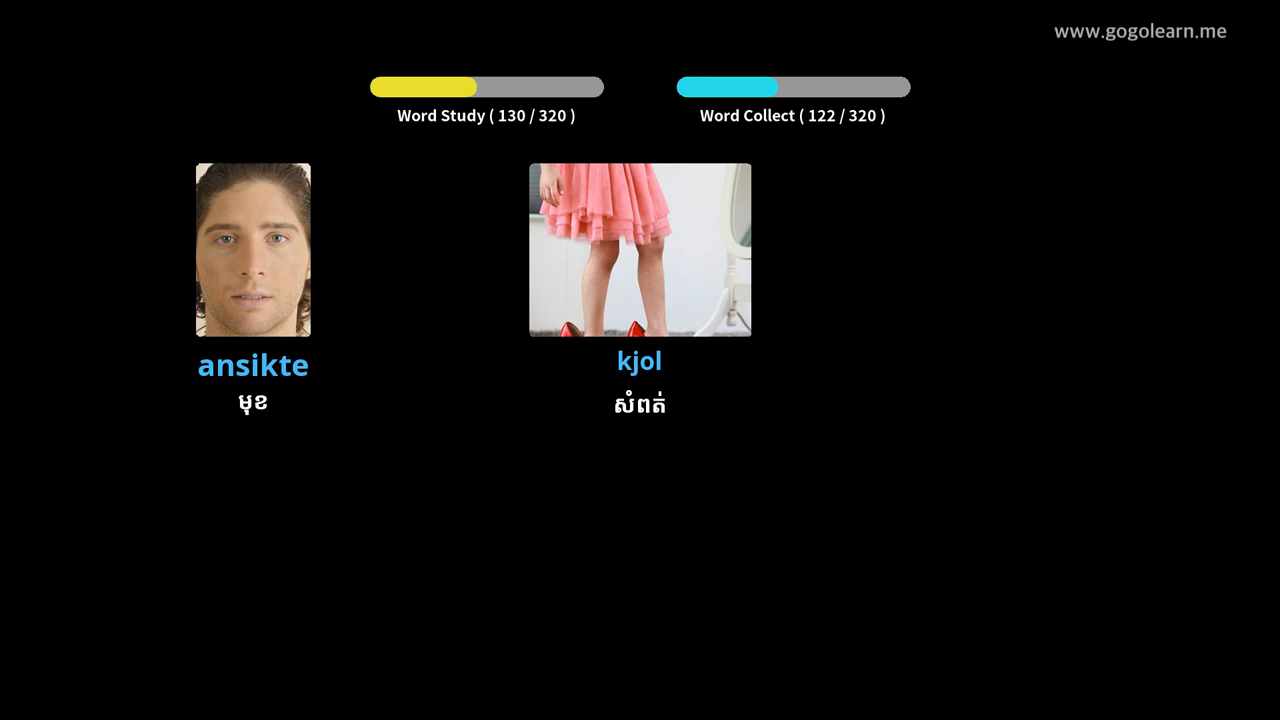 www.gogolearn.me
Word Study ( 130 / 320 )
Word Collect ( 122 / 320 )
ansikte
មុខ
kjol
សំពត់